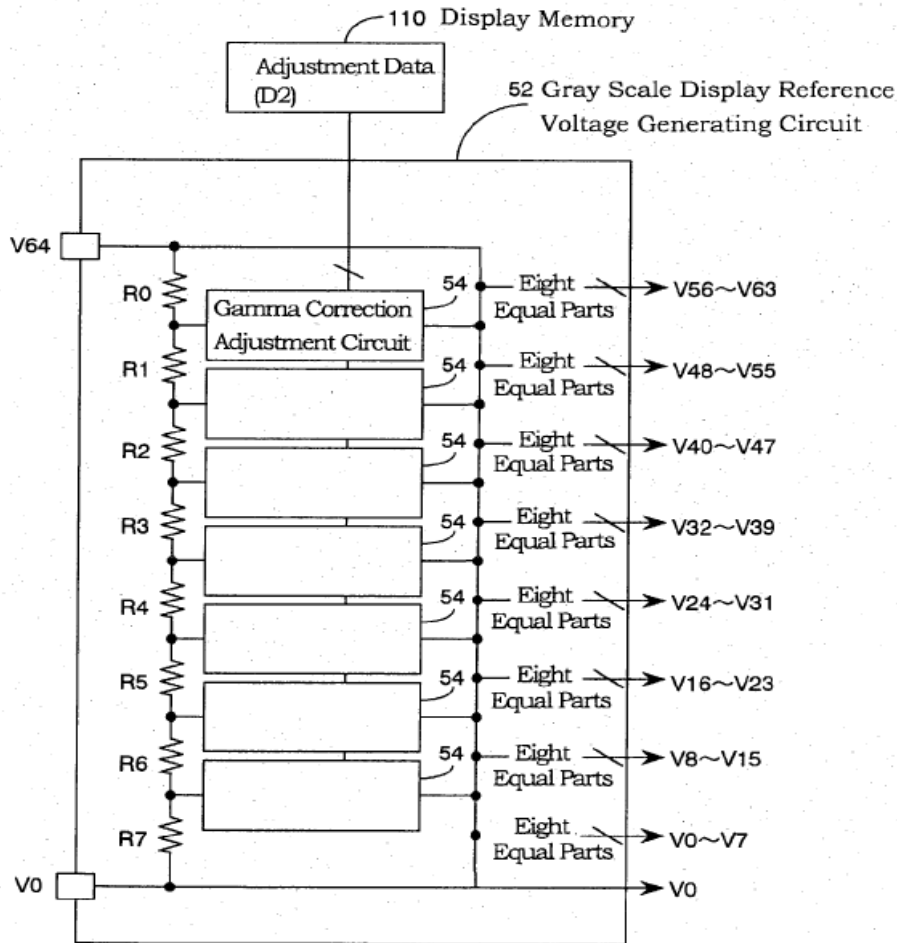 110 Display Memory
Adjustment Data
(D2)
52 Gray Scale Display Reference
Voltage Generating Circuit
V64
R0
54
Gamma Correction
Adjustment Circuit
Eight
Equal Parts
V56~V63
R1
54
Eight
Equal Parts
V48~V55
R2
54
Eight
Equal Parts
V40~V47
R3
54
Eight
Equal Parts
V32~V39
R4
54
Eight
Equal Parts
V24~V31
R5
54
Eight
Equal Parts
V16~V23
R6
54
Eight
Equal Parts
V8~V15
R7
Eight
Equal Parts
V0~V7
V0
V0